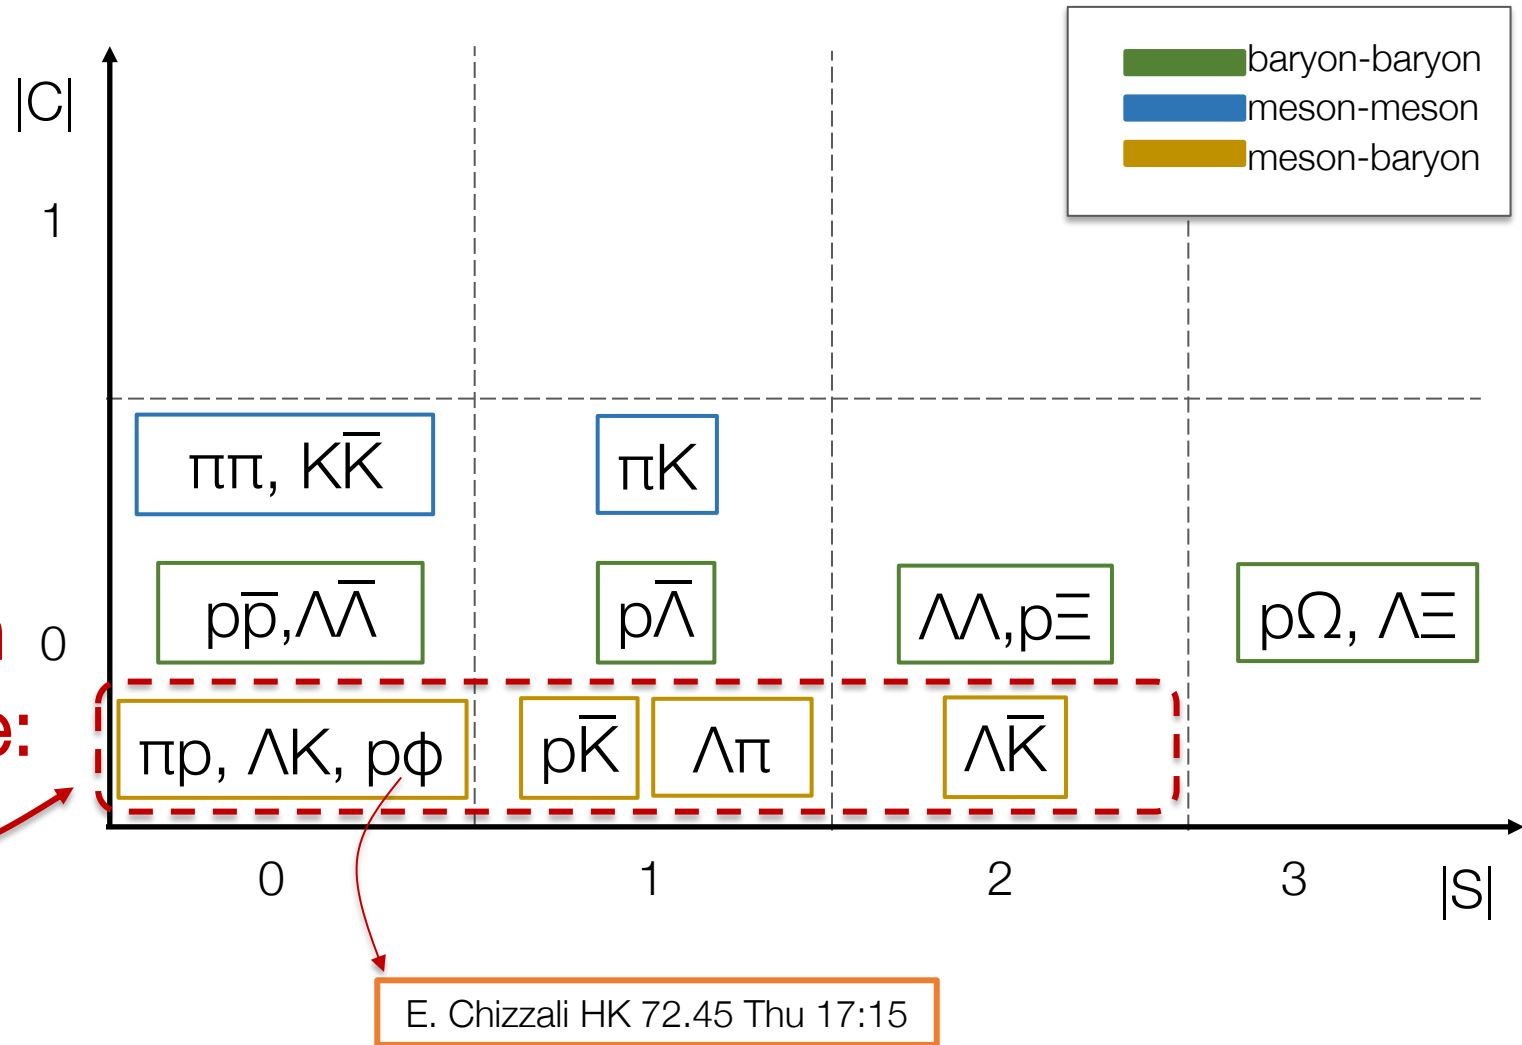 baryon-baryon
meson-meson
meson-baryon
|C|
1
ππ, KK̅
πK
pp̅,ΛΛ̅
pΛ̅
ΛΛ,pΞ
pΩ, ΛΞ
0
e:
πp, ΛK, pϕ
pK̅
Λπ
ΛK̅
0
1
2
3
|S|
E. Chizzali HK 72.45 Thu 17:15